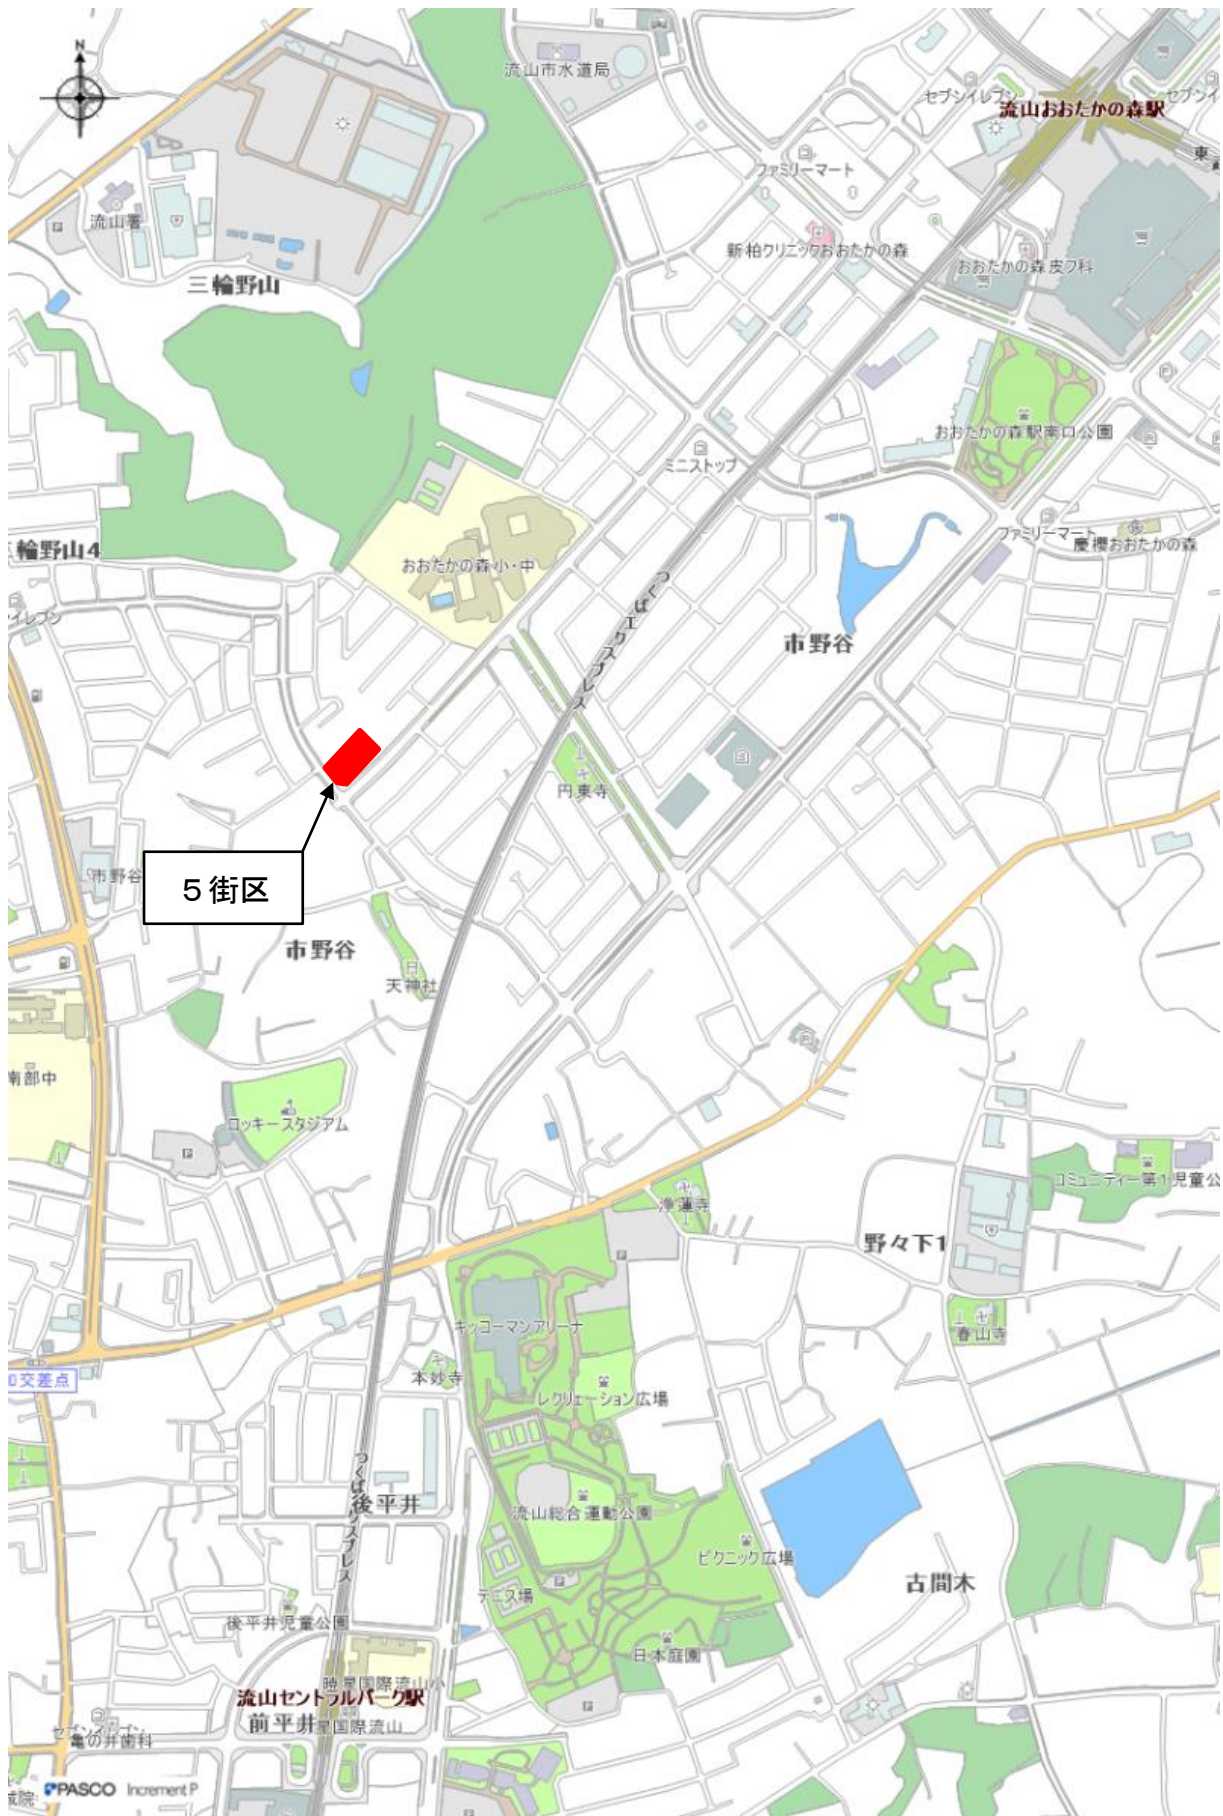 N
流山市水道局
セブンイレブン
流山おおたかの森駅
セブンイ
東
ファミリーマート
流山署
新柏クリニックおおたかの森
おおたかの森皮フ科
三輪野山
おおたかの森駅南口公園
ミニストップ
ファミリーマート
慶櫻おおたかの森
輪野山4
おおたかの森小・中
イレブン
つくばエクスプレス
市野谷
円東寺
5街区
市野谷
市野谷
天神社
南部中
ロッキースタジアム
コミュニティー第1児童公
浄蓮寺
野々下1
春山寺
キッコーマンアリーナ
本妙寺
交差点
レクリェーション広場
つくばエクスプレス
後平井
流山総合運動公園
ピクニック広場
古間木
テニス場
後平井児童公園
日本庭園
暁星国際流山小
流山セントラルパーク駅
前平井
星国際流山
セブンイレブン
亀の井歯科
PASCO Increment P